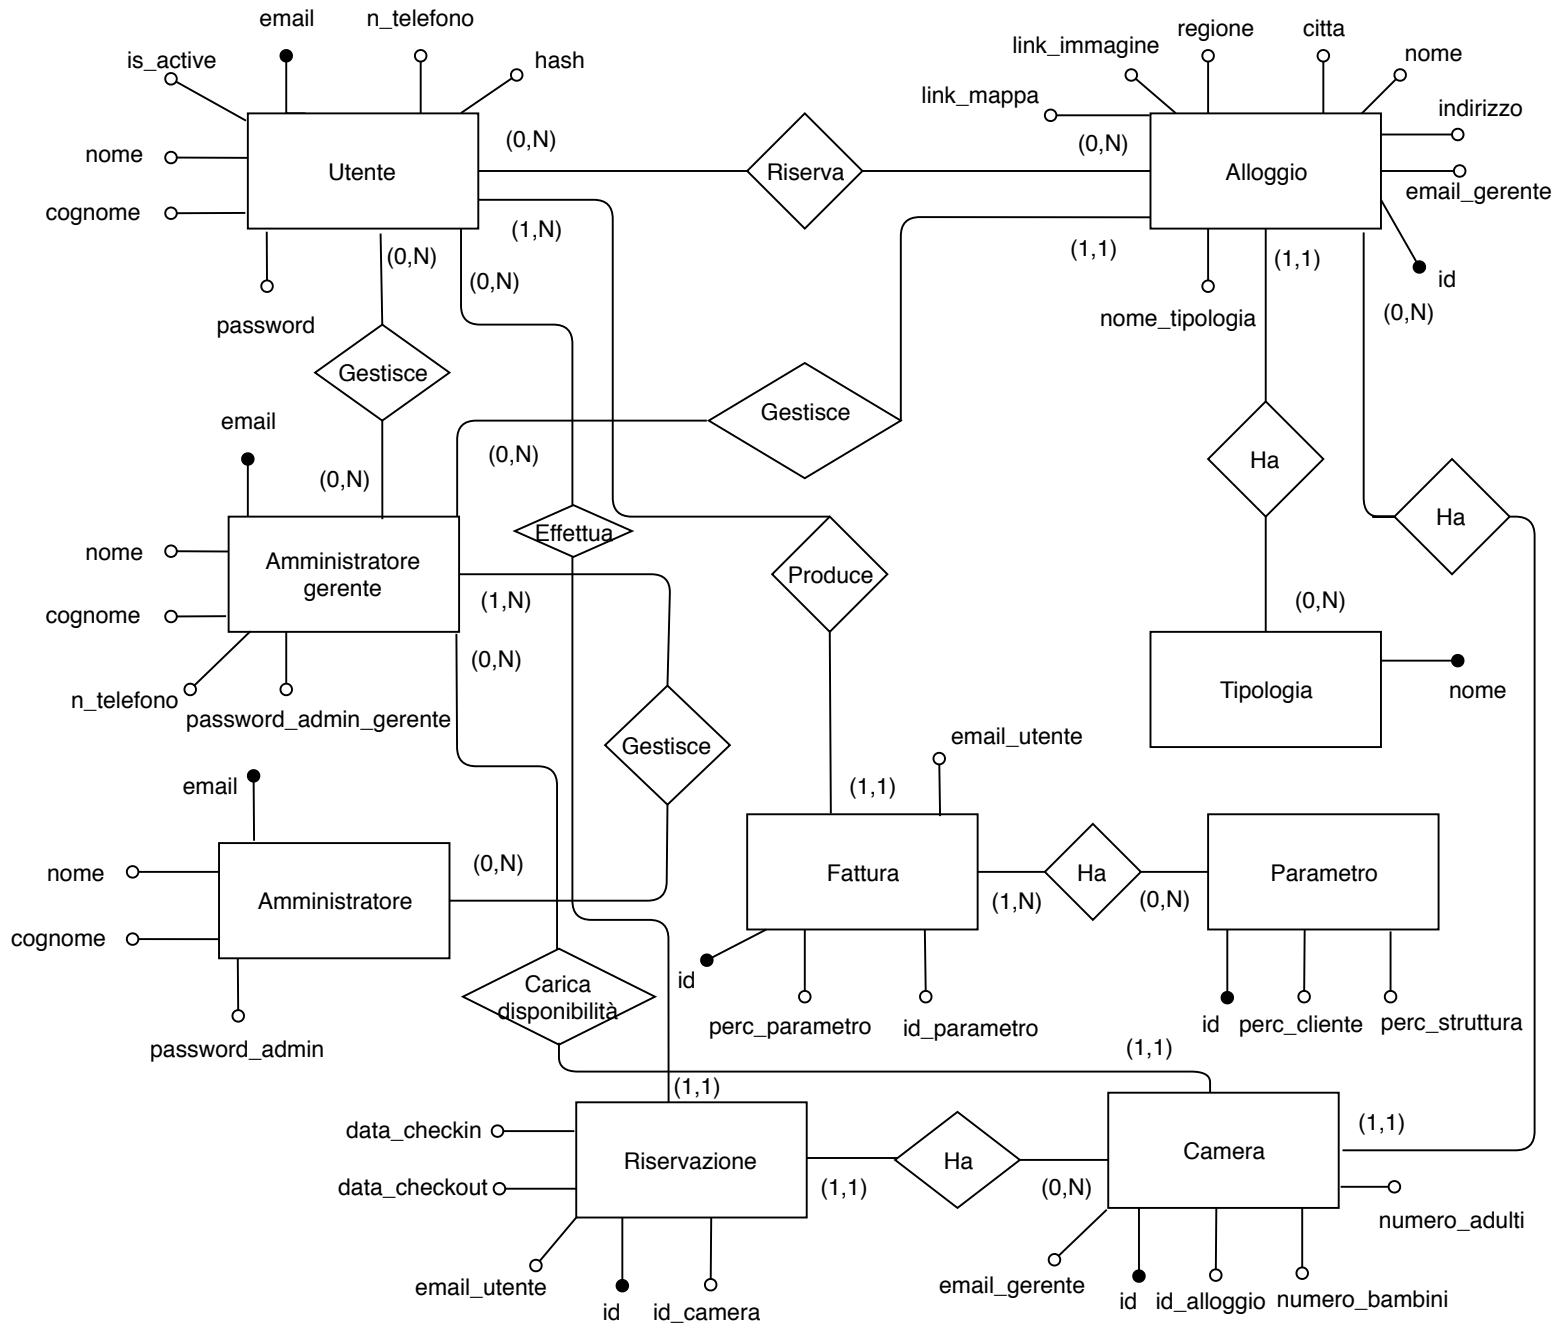 email
n_telefono
is_active
hash
link_immagine
regione
citta
nome
link_mappa
indirizzo
nome
(0,N)
(0,N)
Utente
Riserva
Alloggio
email_gerente
cognome
(1,N)
(1,1)
(0,N)
(1,1)
(0,N)
id
password
nome_tipologia
(0,N)
Gestisce
Gestisce
email
(0,N)
(0,N)
Ha
Ha
Effettua
nome
Amministratore
gerente
Produce
cognome
(1,N)
(0,N)
(0,N)
n_telefono
password_admin_gerente
Tipologia
nome
Gestisce
email_utente
email
(1,1)
nome
(0,N)
Fattura
Ha
Parametro
Amministratore
(1,N)
(0,N)
cognome
id
Carica
disponibilità
perc_parametro
id_parametro
id
perc_cliente
perc_struttura
password_admin
(1,1)
(1,1)
data_checkin
(1,1)
Riservazione
Ha
Camera
data_checkout
(1,1)
(0,N)
numero_adulti
email_utente
email_gerente
id
id_camera
id
id_alloggio
numero_bambini